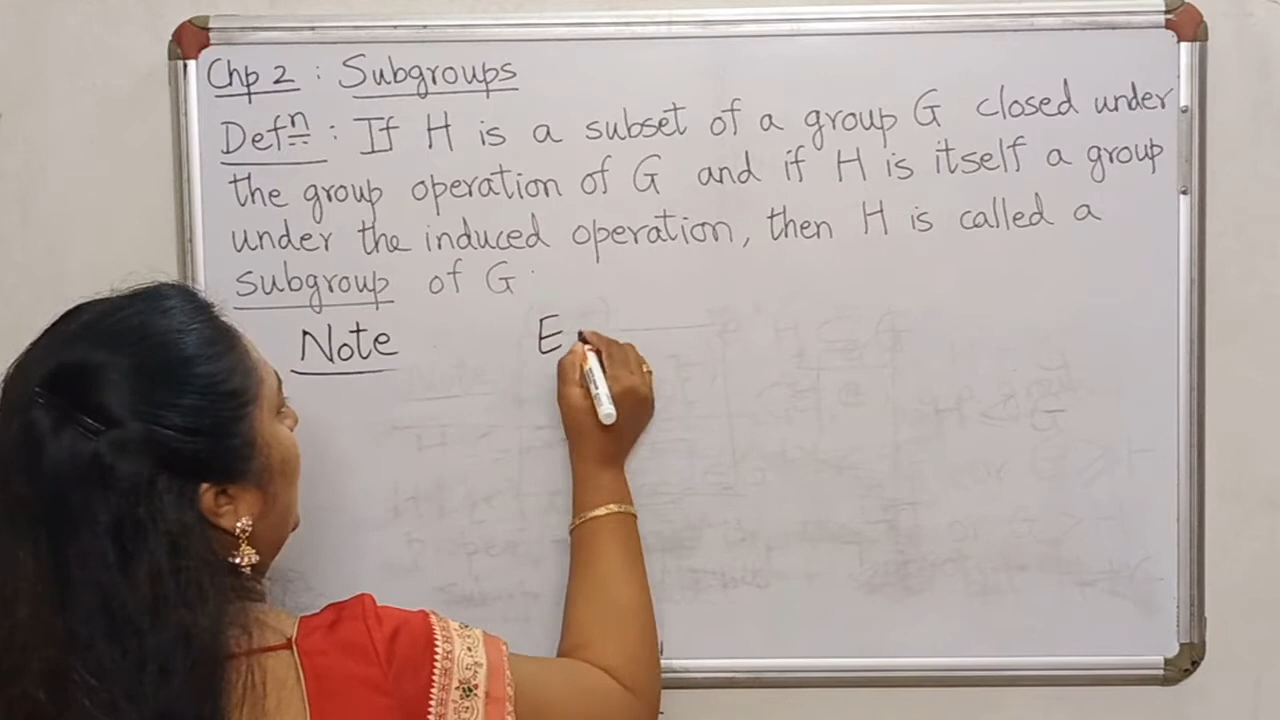 Chp 2 : Subgroups
Defn : If H is a subset of a group G closed under
the group operation of G and if H is itself a group
under the induced operation, then H is called a
subgroup of G.
Note E